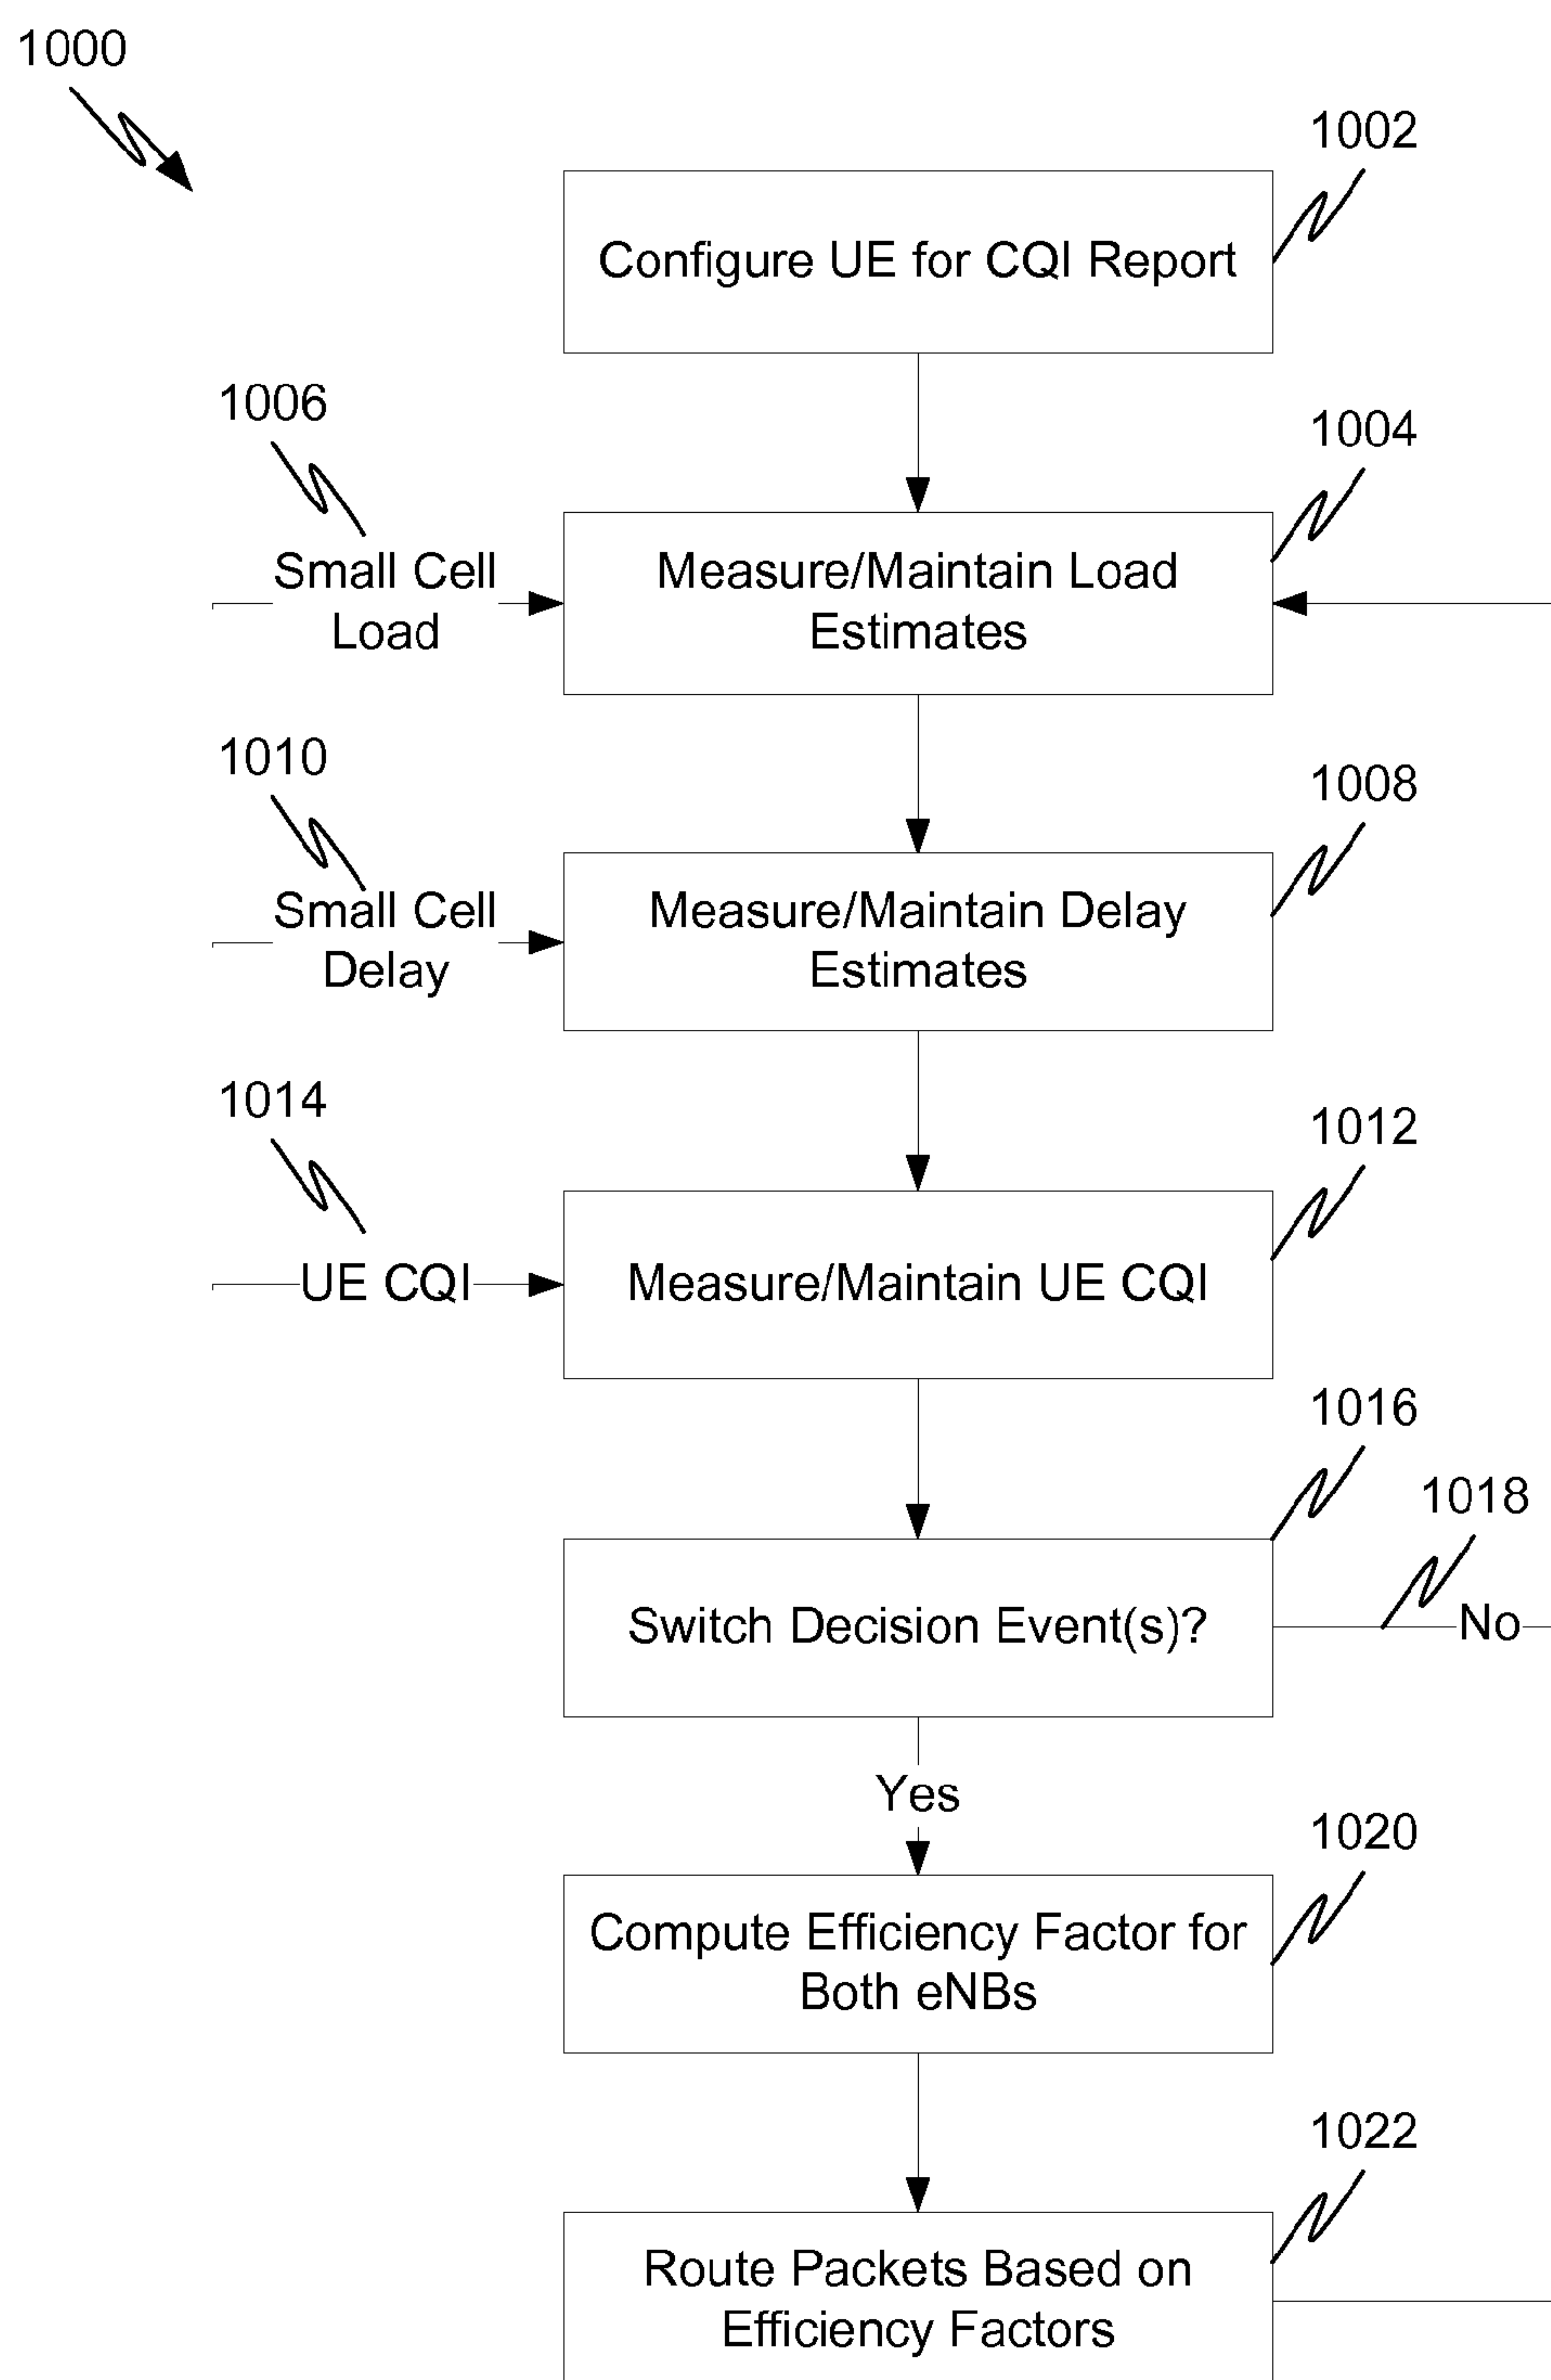 1000
1002
Configure UE for CQI Report
1006
1004
Small Cell
Load
Measure/Maintain Load
Estimates
1010
1008
Small Cell
Delay
Measure/Maintain Delay
Estimates
1014
1012
UE CQI
Measure/Maintain UE CQI
1016
1018
Switch Decision Event(s)?
No
Yes
1020
Compute Efficiency Factor for
Both eNBs
1022
Route Packets Based on
Efficiency Factors